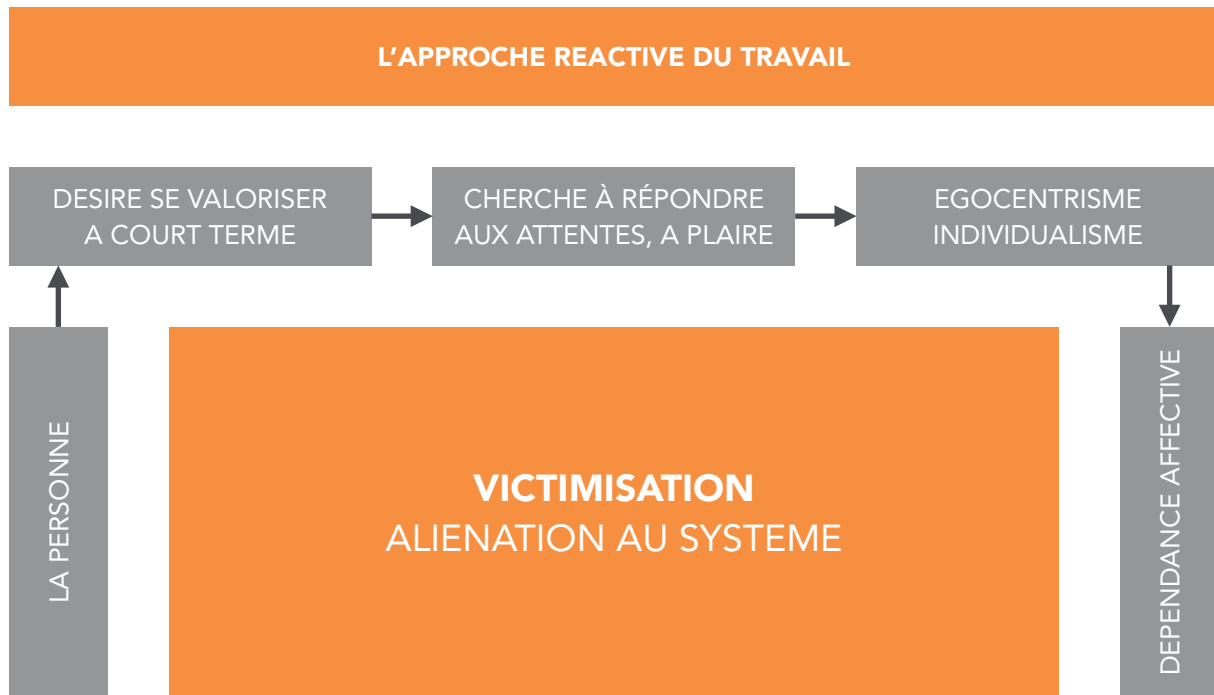 L'APPROCHE REACTIVE DU TRAVAIL
DESIRE SE VALORISER
A COURT TERME
CHERCHE À RÉPONDRE
AUX ATTENTES, A PLAIRE
EGOCENTRISME
INDIVIDUALISME
LA PERSONNE
VICTIMISATION
ALIENATION AU SYSTEME
DEPENDANCE AFFECTIVE